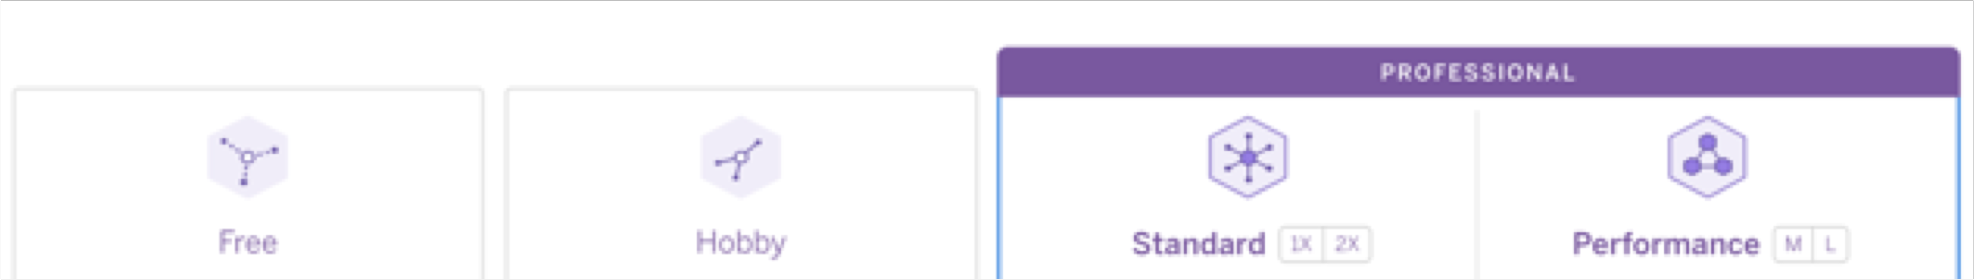 PROFESSIONAL
Free
Hobby
Standard 1X 2X
Performance M L